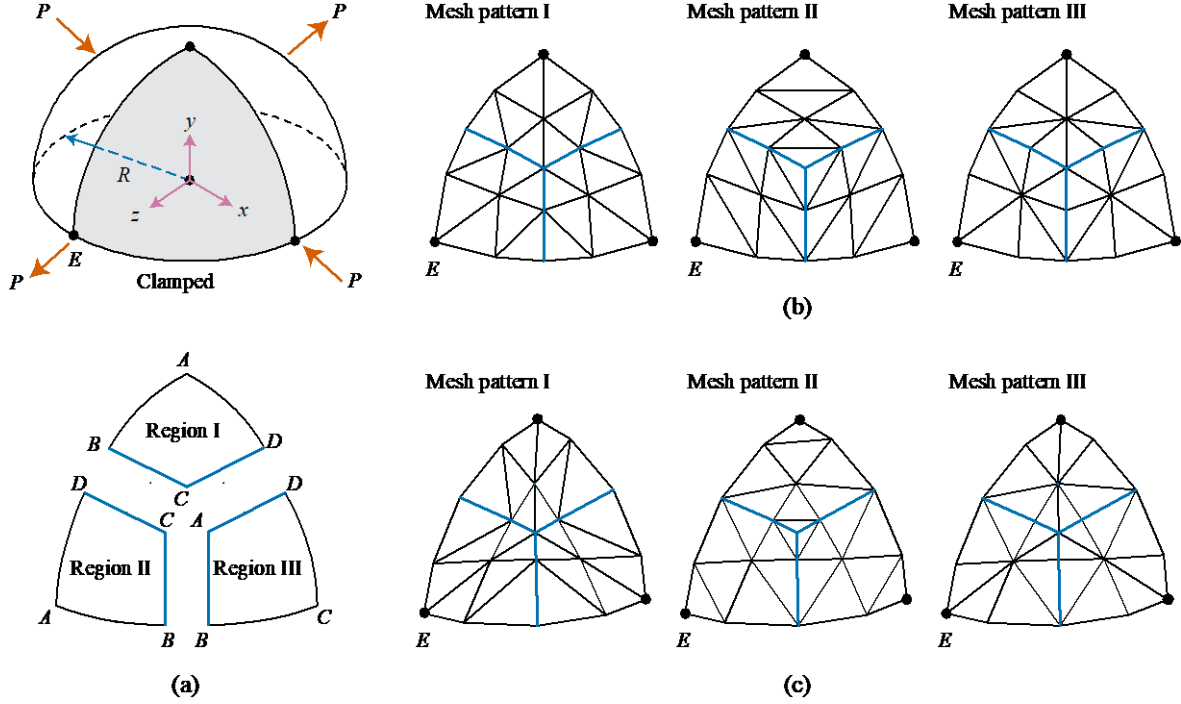 P
P
y
R
z
x
P
E
Clamped
P
Mesh pattern I
Mesh pattern II
Mesh pattern III
E
E
E
(b)
A
B
Region I
D
C
D
C
Region II
A
B
D
A
Region III
B
C
(a)
Mesh pattern I
Mesh pattern II
Mesh pattern III
E
E
E
(c)